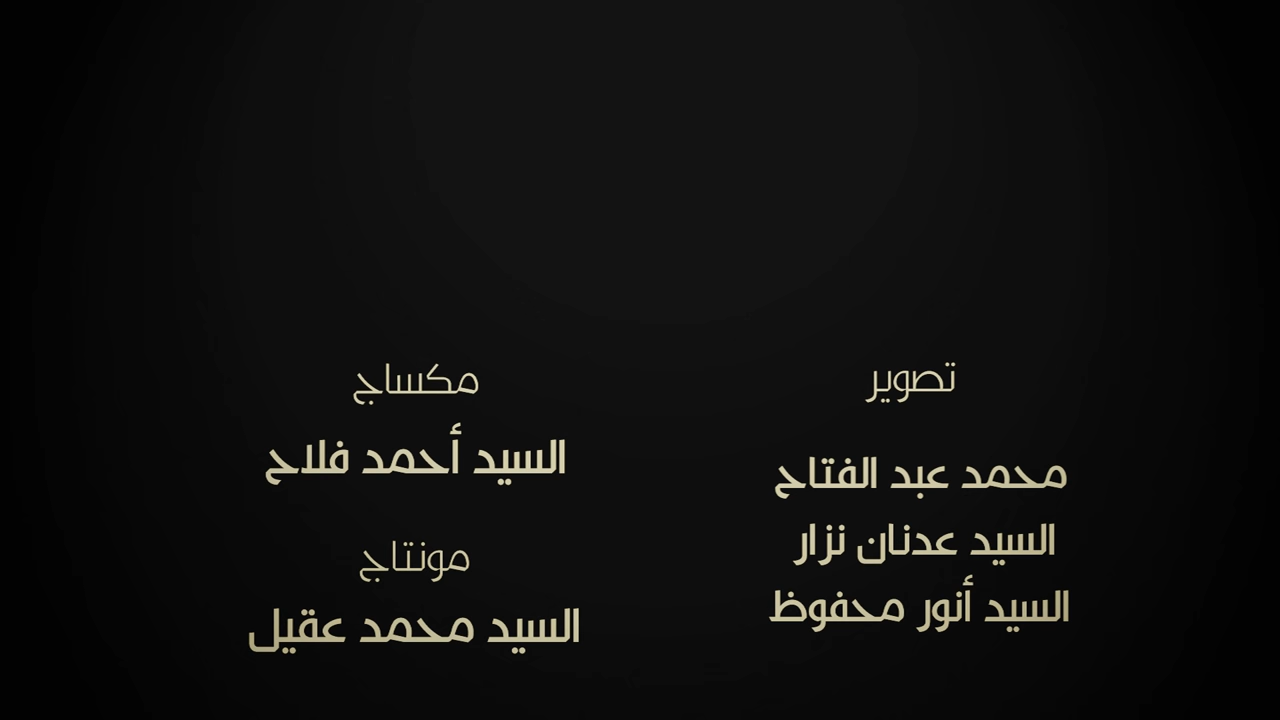 تصوير
محمد عبد الفتاح
السيد عدنان نزار
السيد أنور محفوظ
مكساج
السيد أحمد فلاح
مونتاج
السيد محمد عقيل